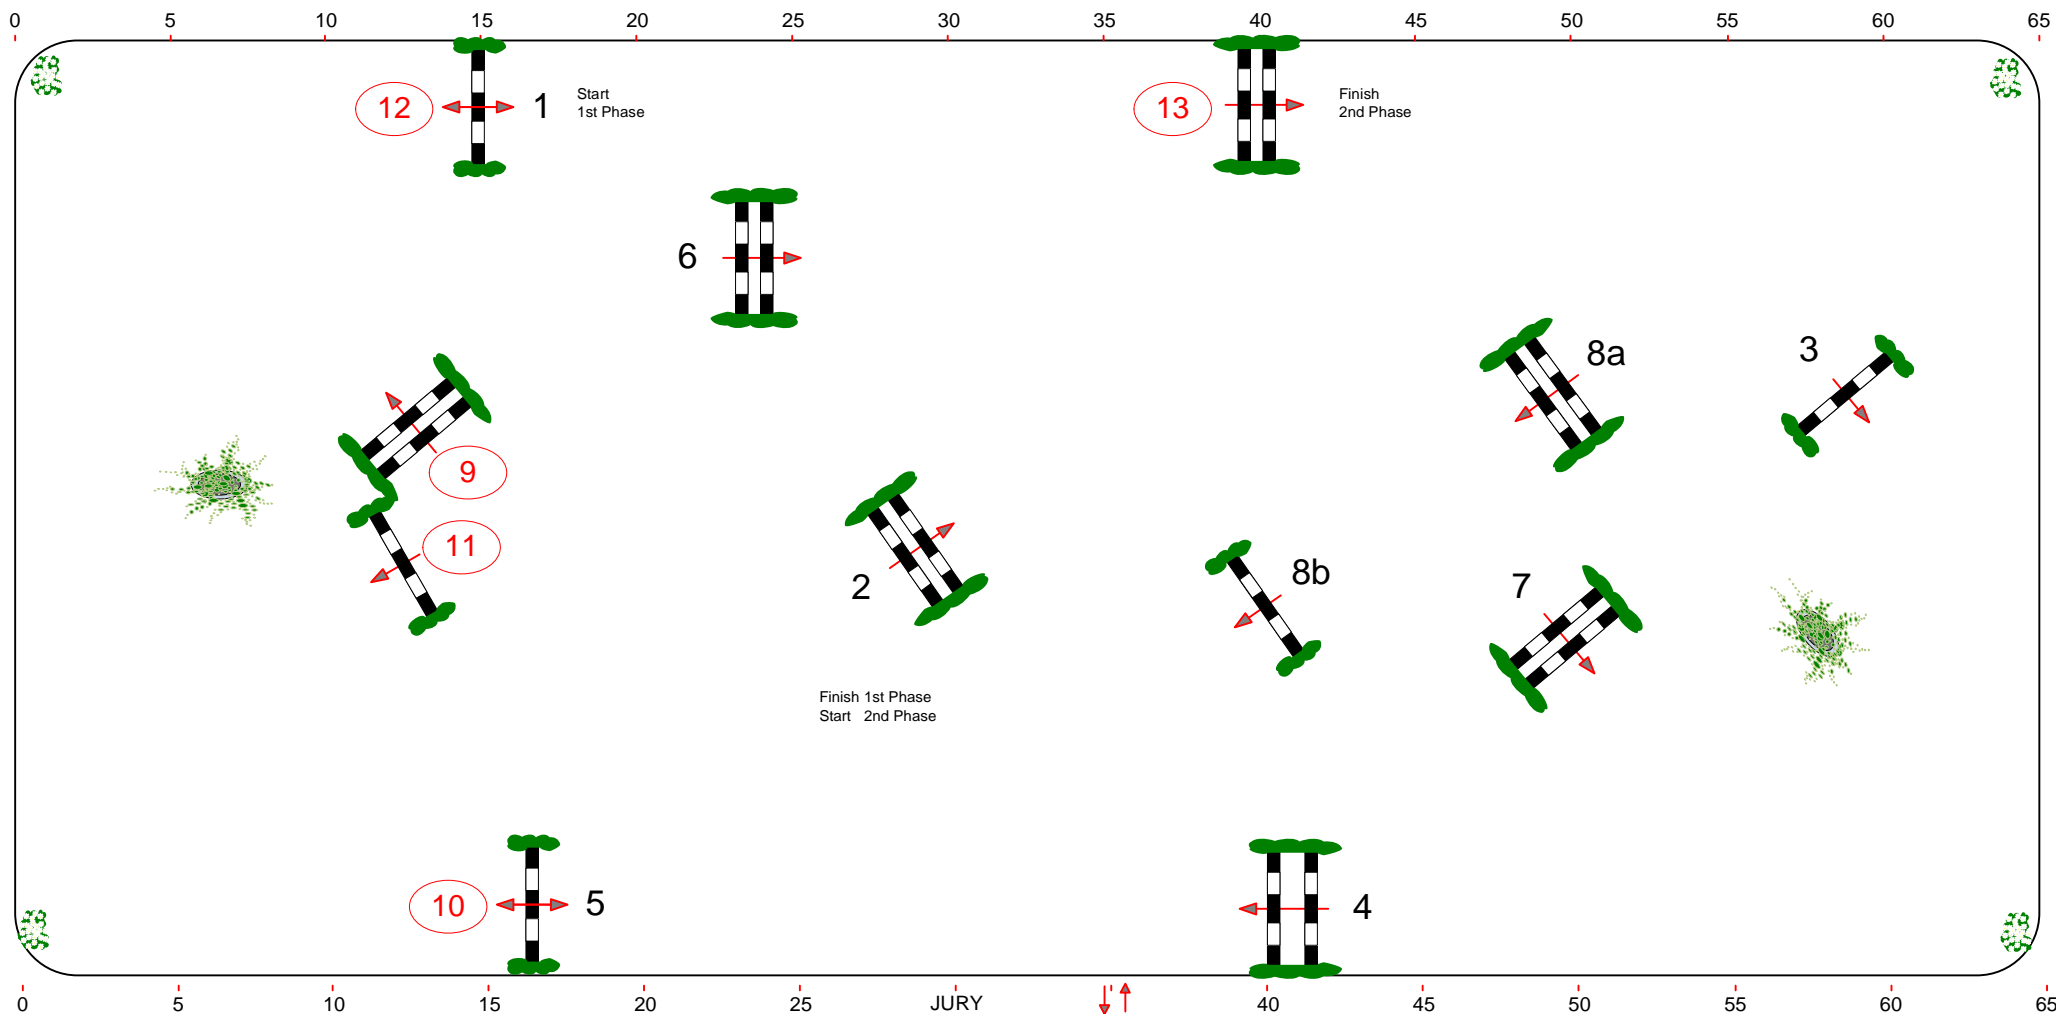 0 5 10 15 20 25 30 35 40 45 50 55 60 65
12 1 Start
1st Phase
13 Finish
2nd Phase
6
8a 3
9
11
2
8b 7
Finish 1st Phase
Start 2nd Phase
10 5
4
0 5 10 15 20 25 JURY 40 45 50 55 60 65